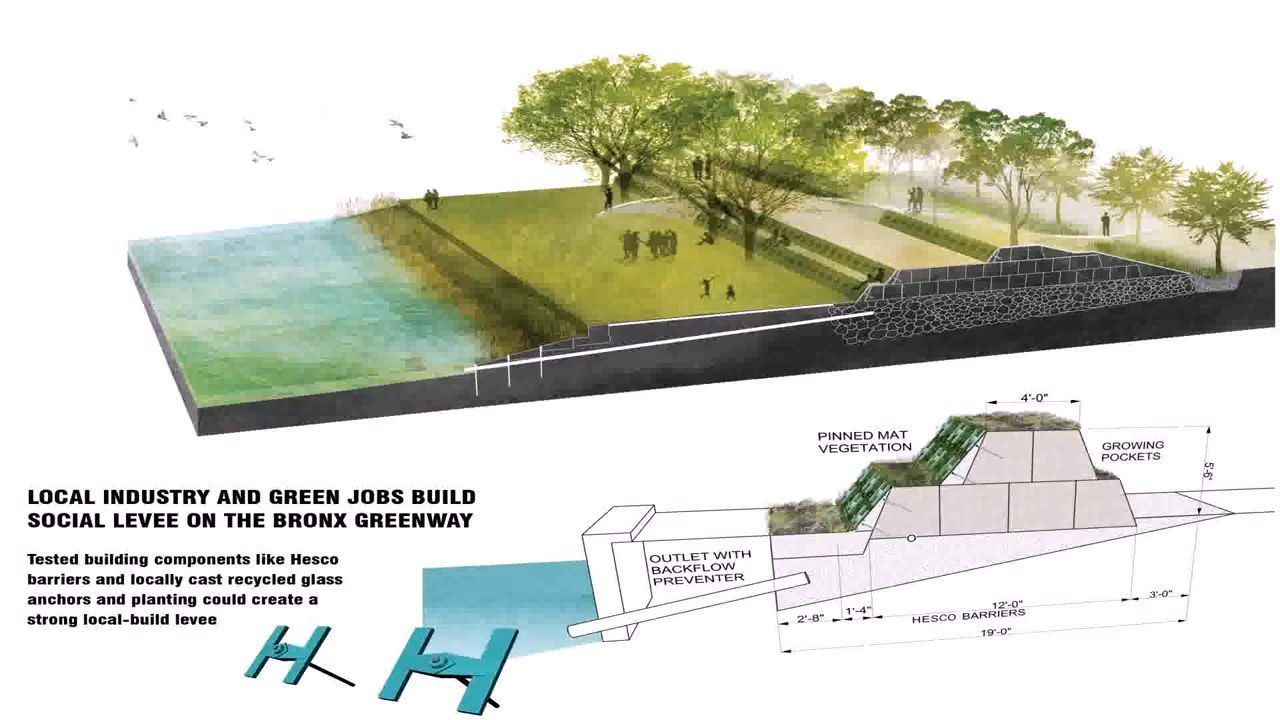 4'-0"
PINNED MAT
VEGETATION
GROWING
POCKETS
5'-6"
LOCAL INDUSTRY AND GREEN JOBS BUILD
SOCIAL LEVEE ON THE BRONX GREENWAY
Tested building components like Hesco
barriers and locally cast recycled glass
anchors and planting could create a
strong local-build levee
OUTLET WITH
BACKFLOW
PREVENTER
2'-8"
1'-4"
12'-0"
3'-0"
HESCO BARRIERS
19'-0"